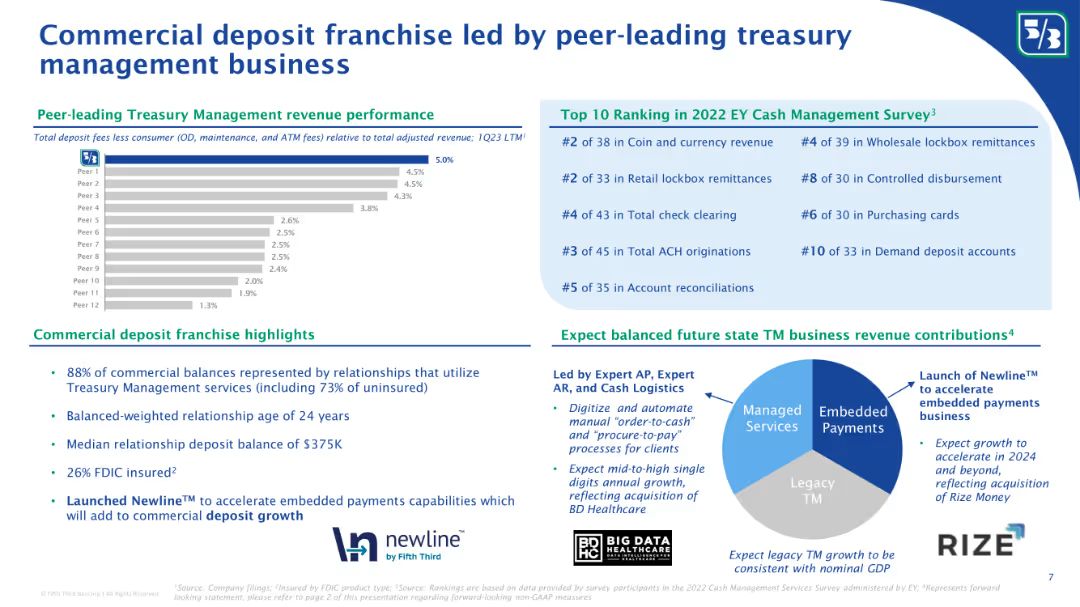 Commercial deposit franchise led by peer-leading treasury
management business
5/3
Peer-leading Treasury Management revenue performance
Total deposit fees less consumer (OD, maintenance, and ATM fees) relative to total adjusted revenue; 1Q23 LTM¹
5/3 5.0%
Peer 1 4.5%
Peer 2 4.5%
Peer 3 4.3%
Peer 4 3.8%
Peer 5 2.6%
Peer 6 2.5%
Peer 7 2.5%
Peer 8 2.5%
Peer 9 2.4%
Peer 10 2.0%
Peer 11 1.9%
Peer 12 1.3%
Top 10 Ranking in 2022 EY Cash Management Survey³
#2 of 38 in Coin and currency revenue
#2 of 33 in Retail lockbox remittances
#4 of 43 in Total check clearing
#3 of 45 in Total ACH originations
#5 of 35 in Account reconciliations
#4 of 39 in Wholesale lockbox remittances
#8 of 30 in Controlled disbursement
#6 of 30 in Purchasing cards
#10 of 33 in Demand deposit accounts
Commercial deposit franchise highlights
• 88% of commercial balances represented by relationships that utilize
Treasury Management services (including 73% of uninsured)
• Balanced-weighted relationship age of 24 years
• Median relationship deposit balance of $375K
• 26% FDIC insured²
• Launched Newline™ to accelerate embedded payments capabilities which
will add to commercial deposit growth
newline™
by Fifth Third
Expect balanced future state TM business revenue contributions⁴
Led by Expert AP, Expert
AR, and Cash Logistics
• Digitize and automate
manual “order-to-cash”
and “procure-to-pay”
processes for clients
• Expect mid-to-high single
digits annual growth,
reflecting acquisition of
BD Healthcare
BD
HC
BIG DATA
HEALTHCARE
DATA INTELLIGENCE FOR
HEALTHCARE
Managed
Services
Embedded
Payments
Legacy
TM
Expect legacy TM growth to be
consistent with nominal GDP
Launch of Newline™
to accelerate
embedded payments
business
• Expect growth to
accelerate in 2024
and beyond,
reflecting acquisition
of Rize Money
RIZE
7
© Fifth Third Bancorp | All Rights Reserved
¹Source: Company filings; ²Insured by FDIC product type; ³Source: Rankings are based on data provided by survey participants in the 2022 Cash Management Services Survey administered by EY; ⁴Represents forward
looking statement, please refer to page 2 of this presentation regarding forward-looking non-GAAP measures